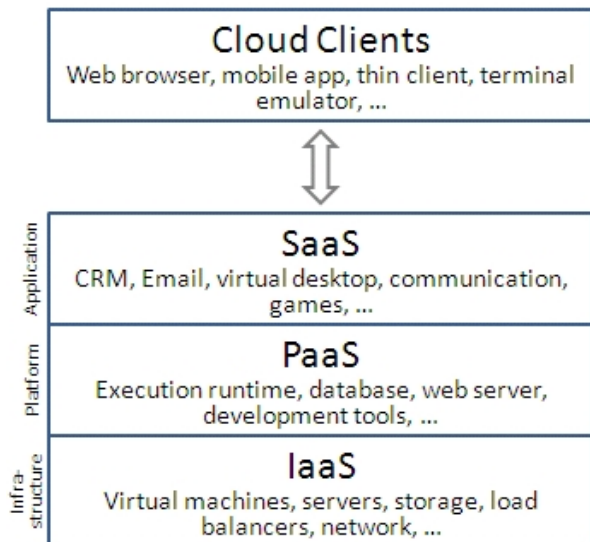 Cloud Clients
Web browser, mobile app, thin client, terminal
emulator, ...
Application
SaaS
CRM, Email, virtual desktop, communication,
games, ...
Platform
PaaS
Execution runtime, database, web server,
development tools, ...
Infra-
structure
IaaS
Virtual machines, servers, storage, load
balancers, network, ...